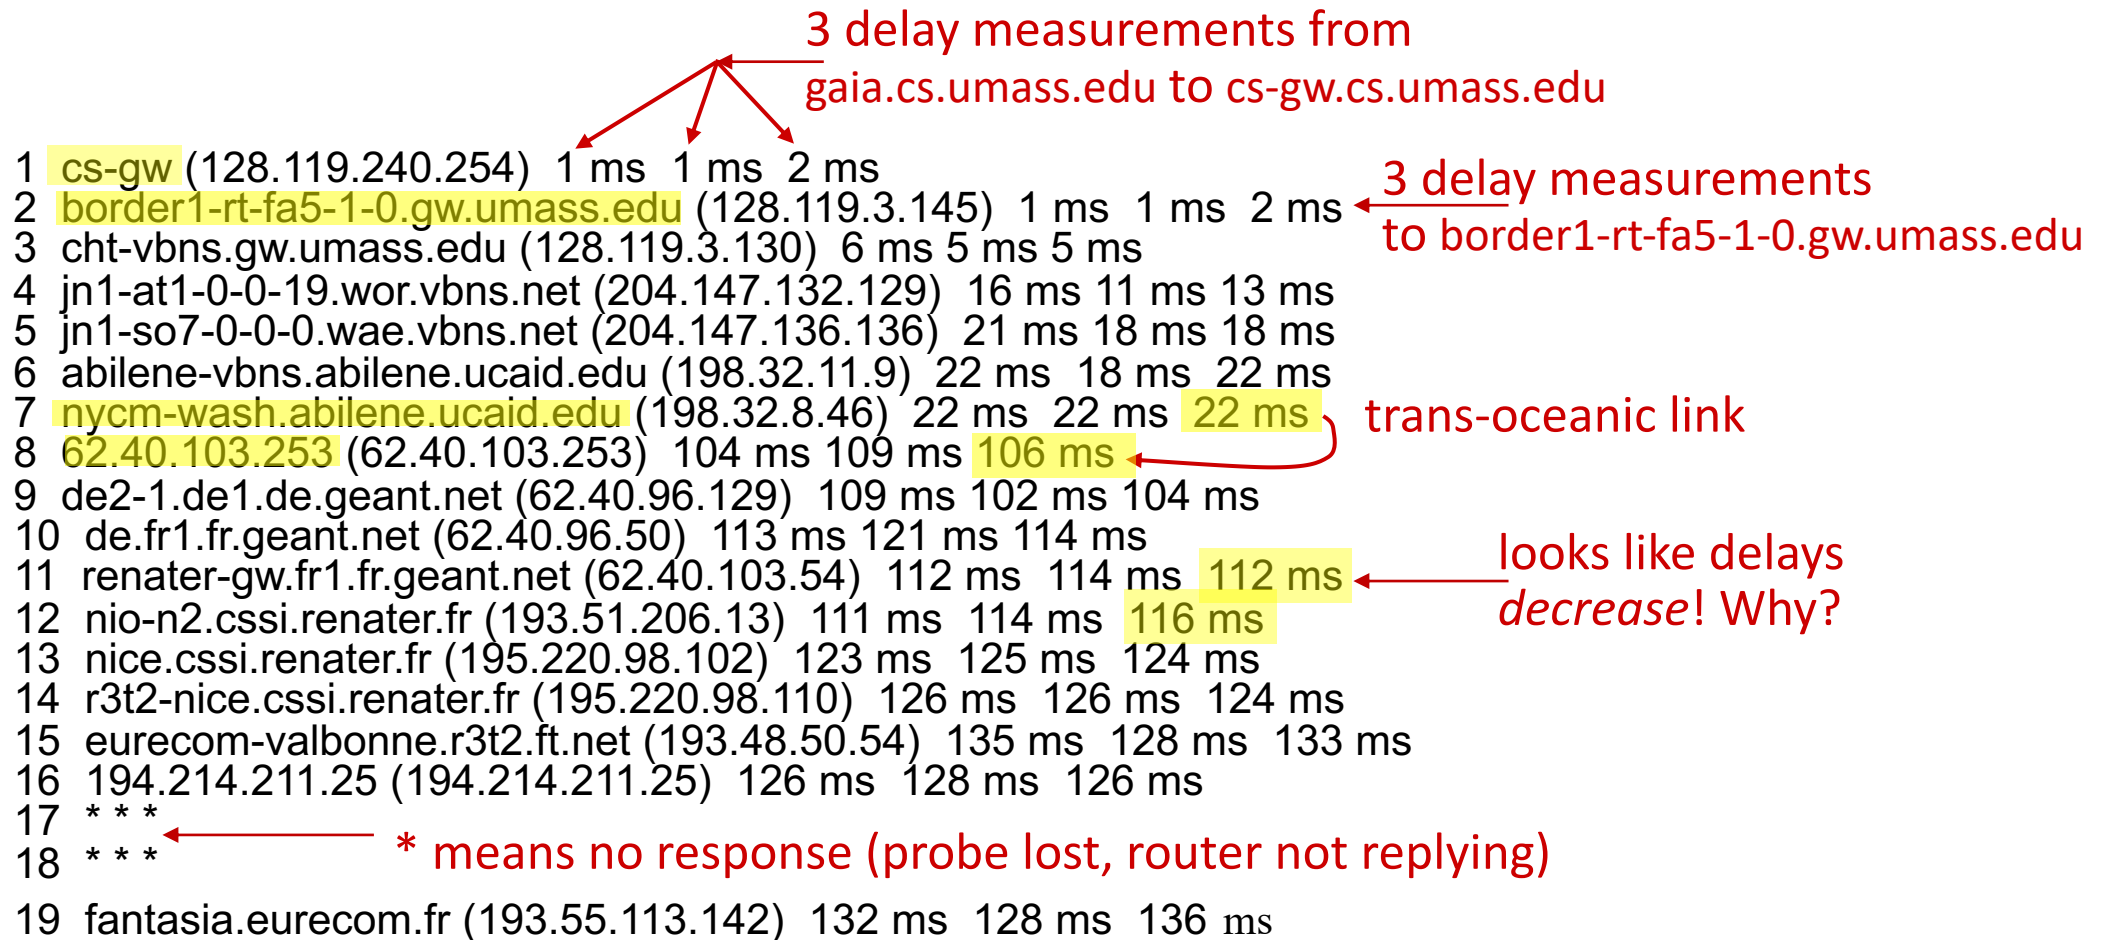 3 delay measurements from
gaia.cs.umass.edu to cs-gw.cs.umass.edu
1 cs-gw (128.119.240.254) 1 ms 1 ms 2 ms
2 border1-rt-fa5-1-0.gw.umass.edu (128.119.3.145) 1 ms 1 ms 2 ms
3 delay measurements
to border1-rt-fa5-1-0.gw.umass.edu
3 cht-vbns.gw.umass.edu (128.119.3.130) 6 ms 5 ms 5 ms
4 jn1-at1-0-0-19.wor.vbns.net (204.147.132.129) 16 ms 11 ms 13 ms
5 jn1-so7-0-0-0.wae.vbns.net (204.147.136.136) 21 ms 18 ms 18 ms
6 abilene-vbns.abilene.ucaid.edu (198.32.11.9) 22 ms 18 ms 22 ms
7 nycm-wash.abilene.ucaid.edu (198.32.8.46) 22 ms 22 ms 22 ms
trans-oceanic link
8 62.40.103.253 (62.40.103.253) 104 ms 109 ms 106 ms
9 de2-1.de1.de.geant.net (62.40.96.129) 109 ms 102 ms 104 ms
10 de.fr1.fr.geant.net (62.40.96.50) 113 ms 121 ms 114 ms
11 renater-gw.fr1.fr.geant.net (62.40.103.54) 112 ms 114 ms 112 ms
looks like delays
decrease! Why?
12 nio-n2.cssi.renater.fr (193.51.206.13) 111 ms 114 ms 116 ms
13 nice.cssi.renater.fr (195.220.98.102) 123 ms 125 ms 124 ms
14 r3t2-nice.cssi.renater.fr (195.220.98.110) 126 ms 126 ms 124 ms
15 eurecom-valbonne.r3t2.ft.net (193.48.50.54) 135 ms 128 ms 133 ms
16 194.214.211.25 (194.214.211.25) 126 ms 128 ms 126 ms
17 * * *
18 * * *
* means no response (probe lost, router not replying)
19 fantasia.eurecom.fr (193.55.113.142) 132 ms 128 ms 136 ms